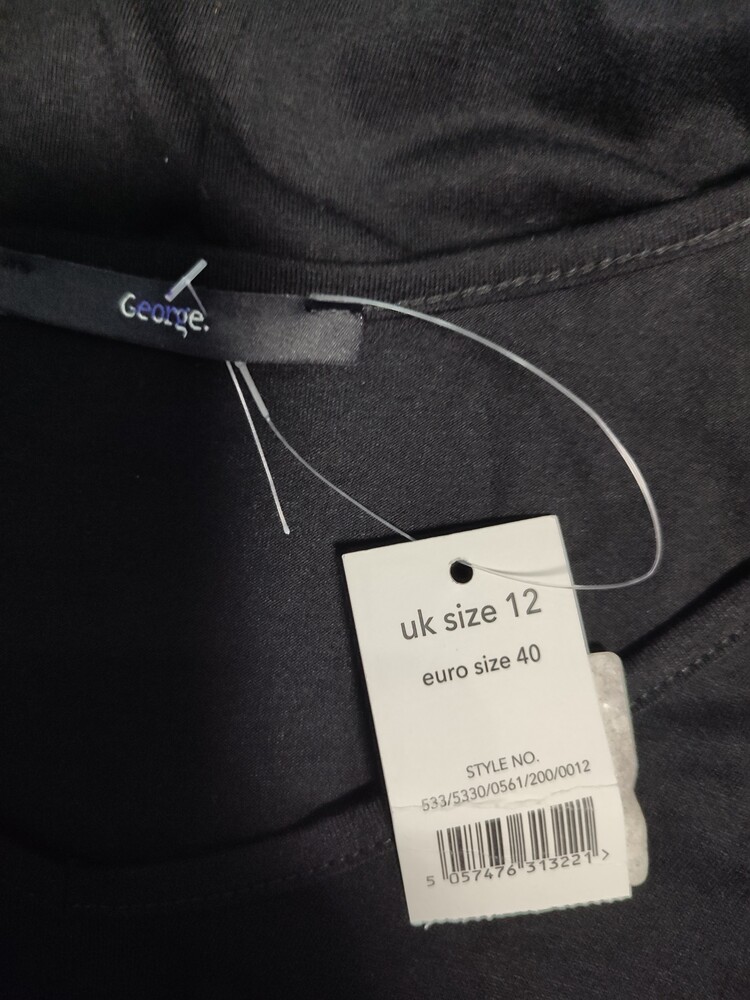 George.
uk size 12
euro size 40
STYLE NO.
533/5330/0561/200/0012
5 057476 313221 >